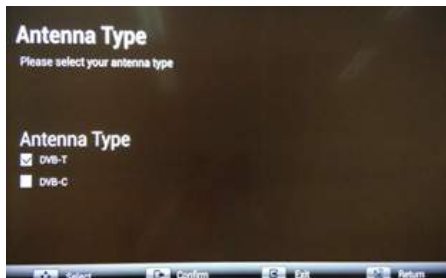 Antenna Type
Please select your antenna type
Antenna Type
DVB-T
DVB-C
Select Confirm Exit Return